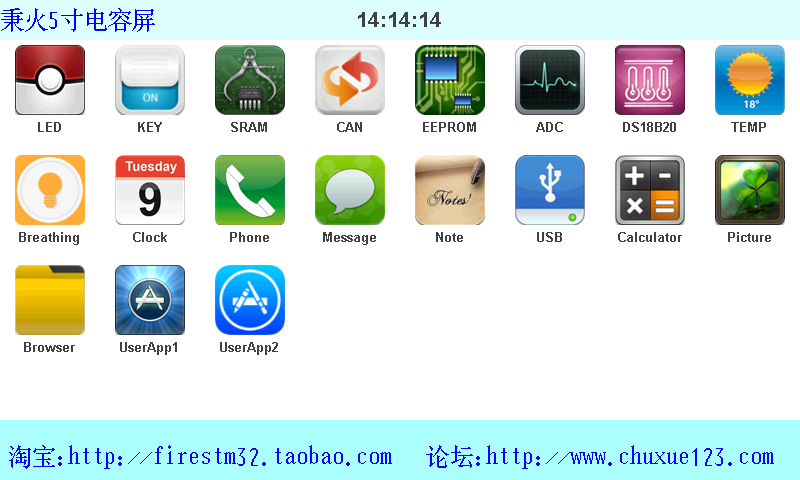 秉火5寸电容屏 14:14:14
LED KEY SRAM CAN EEPROM ADC DS18B20 TEMP
ON
18°
Tuesday
9
Notes'
Breathing Clock Phone Message Note USB Calculator Picture
Browser UserApp1 UserApp2
淘宝:http://firestm32.taobao.com 论坛:http://www.chuxue123.com